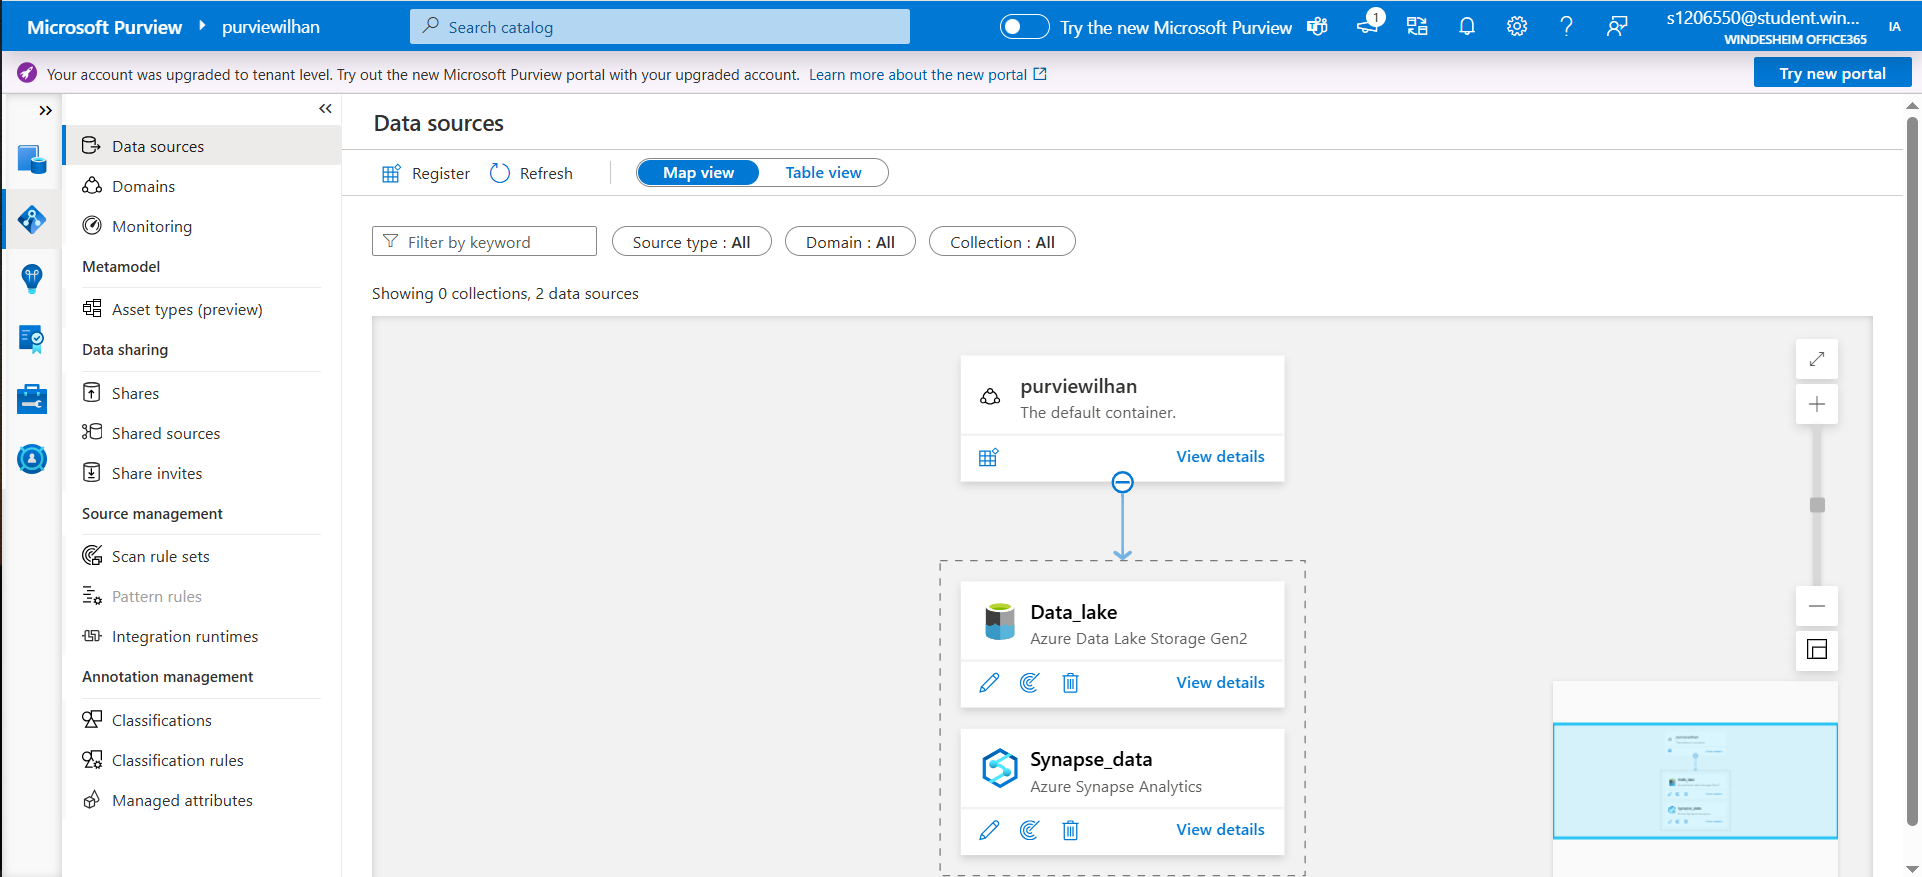 Microsoft Purview
purviewilhan
Search catalog
Try the new Microsoft Purview
1
s1206550@student.win...
WINDESHEIM OFFICE365
IA
Your account was upgraded to tenant level. Try out the new Microsoft Purview portal with your upgraded account. Learn more about the new portal
Try new portal
Data sources
Domains
Monitoring
Metamodel
Asset types (preview)
Data sharing
Shares
Shared sources
Share invites
Source management
Scan rule sets
Pattern rules
Integration runtimes
Annotation management
Classifications
Classification rules
Managed attributes
Data sources
Register
Refresh
Map view
Table view
Filter by keyword
Source type : All
Domain : All
Collection : All
Showing 0 collections, 2 data sources
purviewilhan
The default container.
View details
Data_lake
Azure Data Lake Storage Gen2
View details
Synapse_data
Azure Synapse Analytics
View details